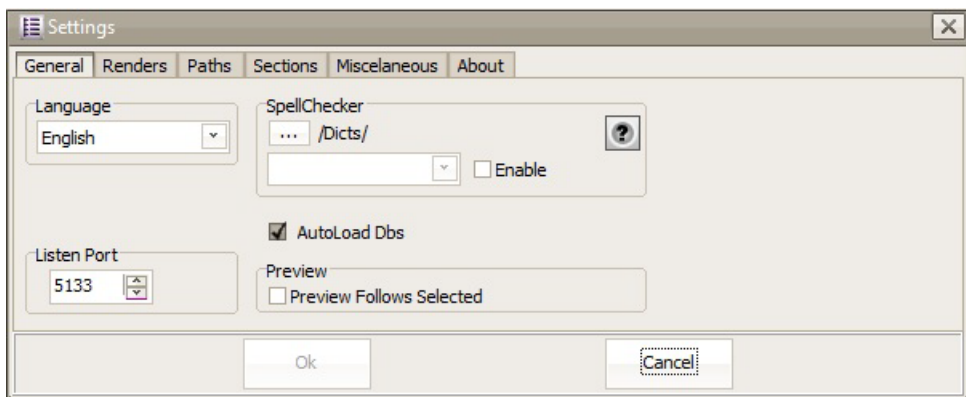 Settings
General Renders Paths Sections Miscelaneous About
Language
English
SpellChecker
... /Dicts/
Enable
AutoLoad Dbs
Listen Port
5133
Preview
Preview Follows Selected
Ok Cancel